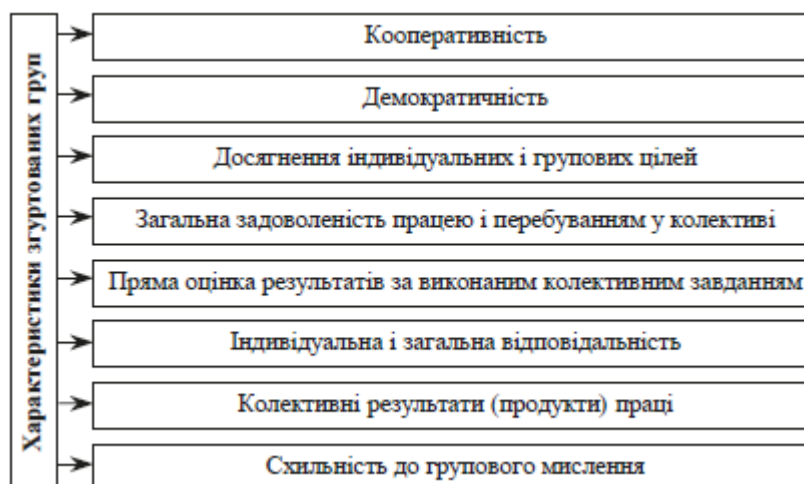 Характеристики згуртованих груп
Кооперативність
Демократичність
Досягнення індивідуальних і групових цілей
Загальна задоволеність працею і перебуванням у колективі
Пряма оцінка результатів за виконаним колективним завданням
Індивідуальна і загальна відповідальність
Колективні результати (продукти) праці
Схильність до групового мислення